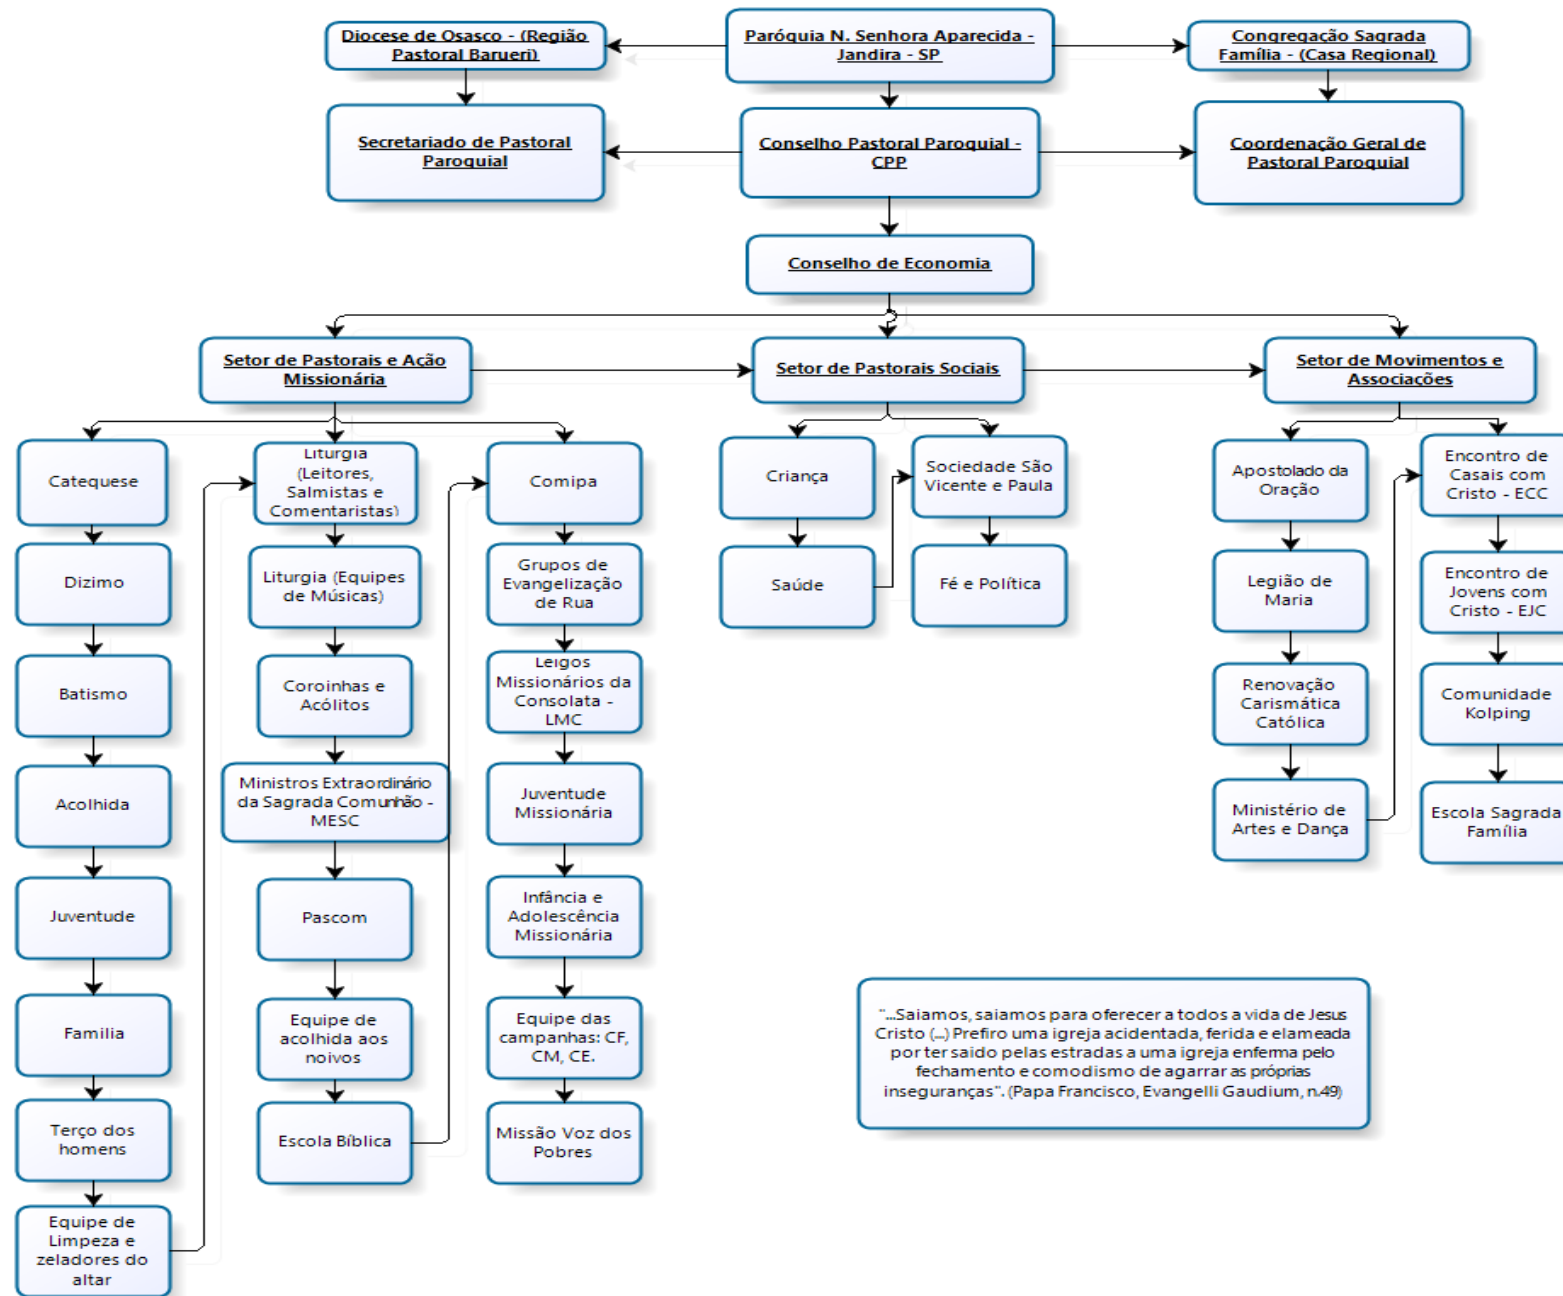 Diocese de Osasco - (Região
Pastoral Barueri)
Paróquia N. Senhora Aparecida -
Jandira - SP
Congregação Sagrada
Família - (Casa Regional)
Secretariado de Pastoral
Paroquial
Conselho Pastoral Paroquial -
CPP
Coordenação Geral de
Pastoral Paroquial
Conselho de Economia
Setor de Pastorais e Ação
Missionária
Setor de Pastorais Sociais
Setor de Movimentos e
Associações
Catequese
Dizimo
Batismo
Acolhida
Juventude
Familia
Terço dos
homens
Equipe de
Limpeza e
zeladores do
altar
Liturgia
(Leitores,
Salmistas e
Comentaristas)
Liturgia (Equipes
de Músicas)
Coroinhas e
Acólitos
Ministros Extraordinário
da Sagrada Comunhão -
MESC
Pascom
Equipe de
acolhida aos
noivos
Escola Bíblica
Comipa
Grupos de
Evangelização
de Rua
Leigos
Missionários da
Consolata -
LMC
Juventude
Missionária
Infância e
Adolescência
Missionária
Equipe das
campanhas: CF,
CM, CE.
Missão Voz dos
Pobres
Criança
Saúde
Sociedade São
Vicente e Paula
Fé e Política
Apostolado da
Oração
Legião de
Maria
Renovação
Carismática
Católica
Ministério de
Artes e Dança
Encontro de
Casais com
Cristo - ECC
Encontro de
Jovens com
Cristo - EJC
Comunidade
Kolping
Escola Sagrada
Família
"...Saiamos, saiamos para oferecer a todos a vida de Jesus
Cristo (...) Prefiro uma igreja acidentada, ferida e elameada
por ter saido pelas estradas a uma igreja enferma pelo
fechamento e comodismo de agarrar as próprias
inseguranças". (Papa Francisco, Evangelli Gaudium, n.49)